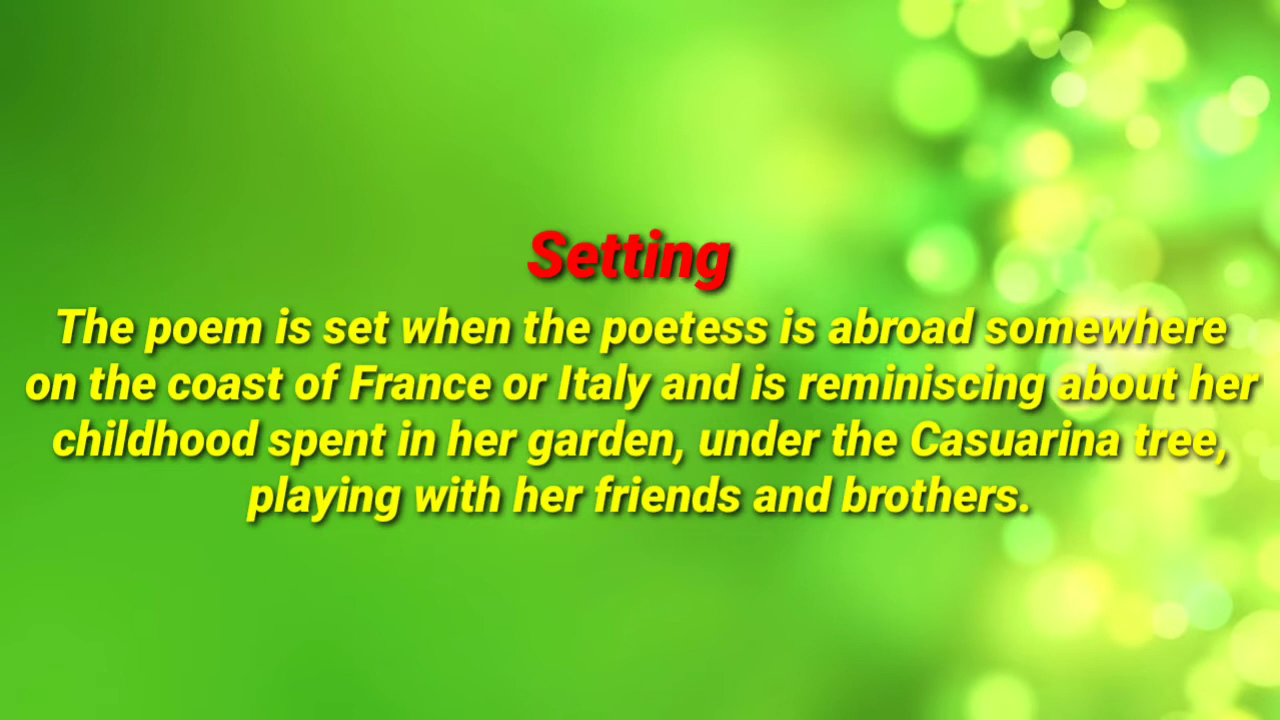 Setting
The poem is set when the poetess is abroad somewhere
on the coast of France or Italy and is reminiscing about her
childhood spent in her garden, under the Casuarina tree,
playing with her friends and brothers.